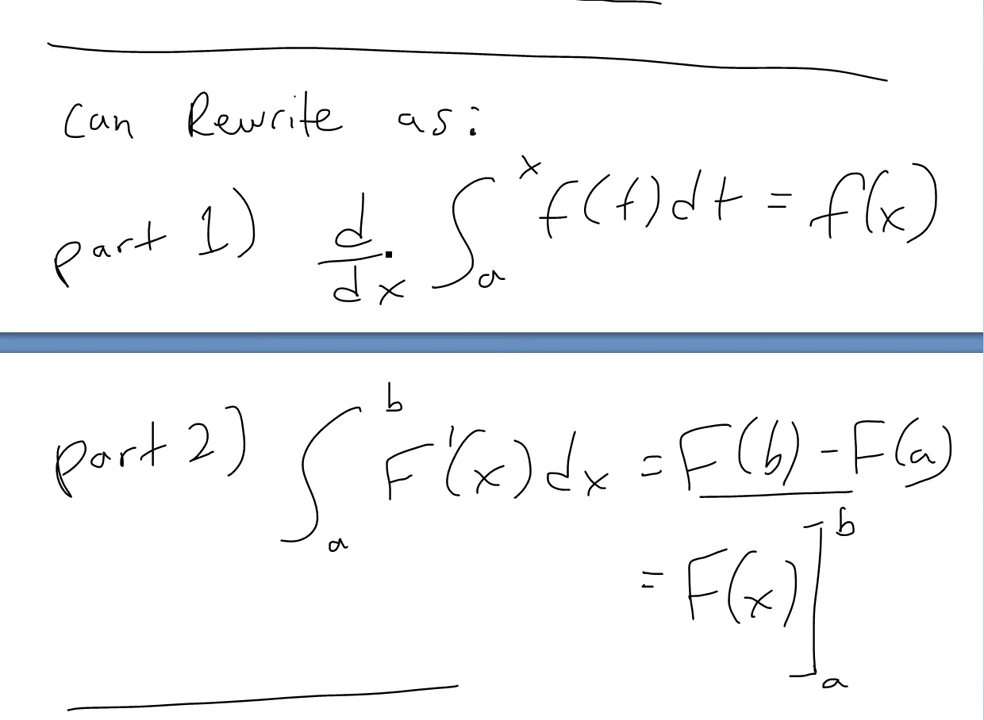 Can Rewrite as:
part 1) d/dx ∫_a^x f(t)dt = f(x)
part 2) ∫_a^b F'(x)dx = F(b) - F(a)
= F(x)]_a^b